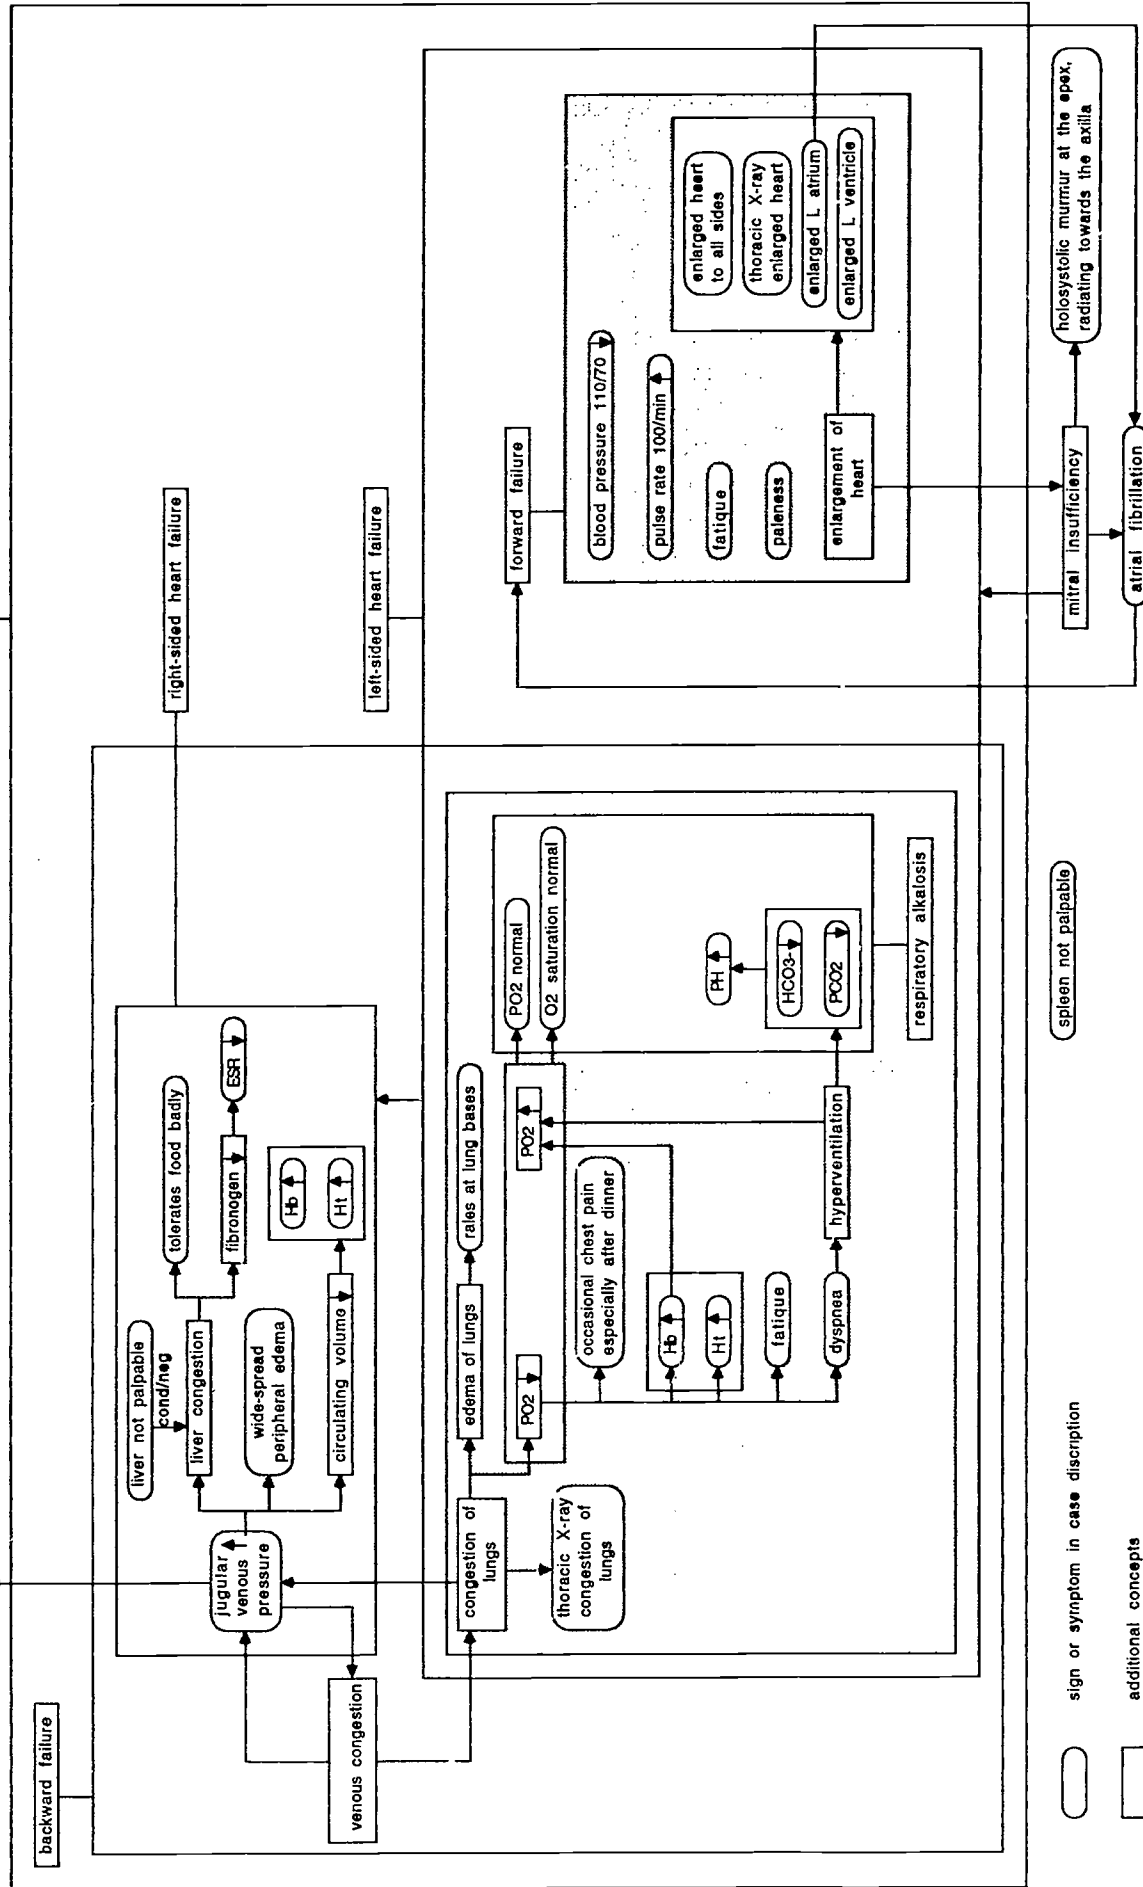 backward failure
right-sided heart failure
left-sided heart failure
liver not palpable
cond/neg
liver congestion
tolerates food badly
fibronogen
ESR
jugular
venous
pressure
wide-spread
peripheral edema
circulating volume
Hb
Ht
venous congestion
congestion of
lungs
edema of lungs
rales at lung bases
thoracic X-ray
congestion of
lungs
PO2
PO2
PO2 normal
O2 saturation normal
occasional chest pain
especially after dinner
Hb
Ht
fatique
dyspnea
hyperventilation
PH
HCO3-
PCO2
respiratory alkalosis
forward failure
blood pressure 110/70
pulse rate 100/min
fatique
paleness
enlargement of
heart
enlarged heart
to all sides
thoracic X-ray
enlarged heart
enlarged L atrium
enlarged L ventricle
mitral insufficiency
holosystolic murmur at the apex,
radiating towards the axilla
atrial fibrillation
spleen not palpable
sign or symptom in case discription
additional concepts